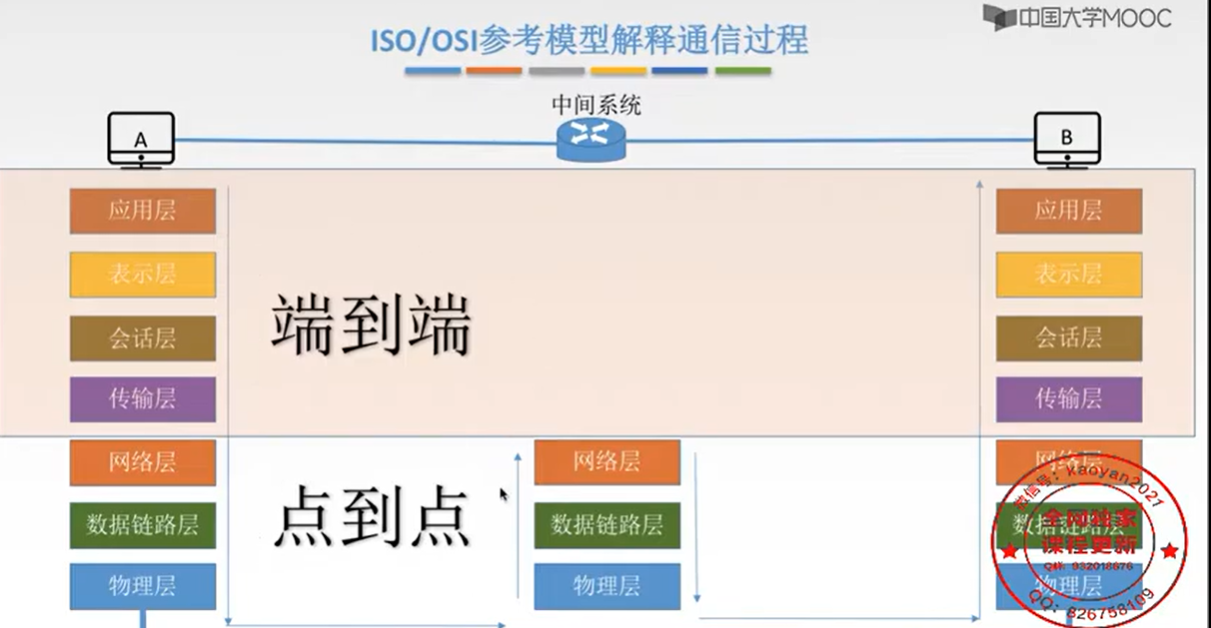 中国大学MOOC
ISO/OSI参考模型解释通信过程
中间系统
A
B
应用层
应用层
表示层
表示层
端到端
会话层
会话层
传输层
传输层
网络层
网络层
网络层
点到点
数据链路层
数据链路层
数据链路层
物理层
物理层
物理层
微信号：kaoyan2021
全网独家
课程更新
Q群：932018676
QQ：826758109